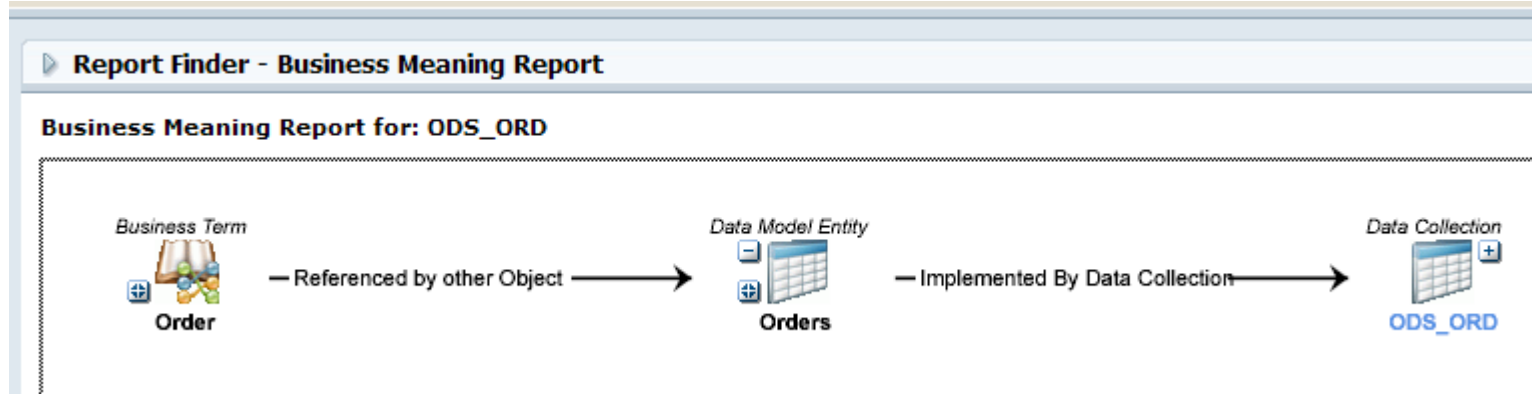 Report Finder - Business Meaning Report
Business Meaning Report for: ODS_ORD
Business Term
Data Model Entity
Data Collection
Referenced by other Object
Implemented By Data Collection
Order
Orders
ODS_ORD